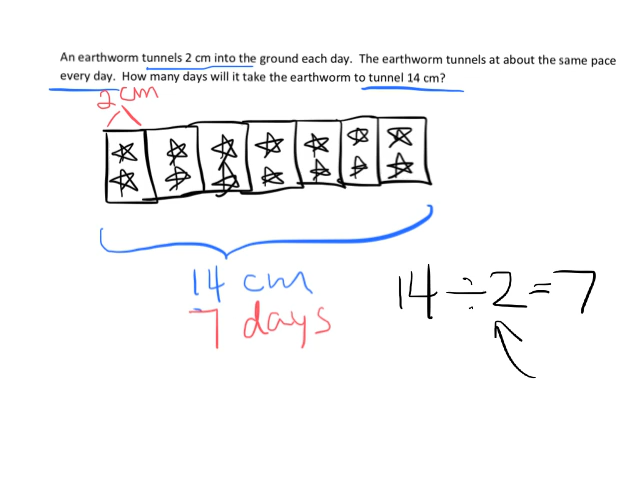 An earthworm tunnels 2 cm into the ground each day.  The earthworm tunnels at about the same pace
every day.  How many days will it take the earthworm to tunnel 14 cm?
2 cm
14 cm
7 days
14 ÷ 2 = 7